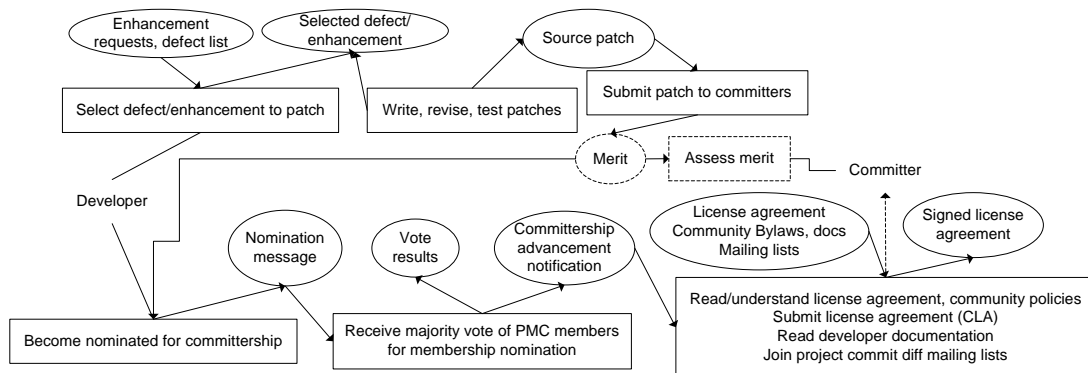 Enhancement
requests, defect list
Selected defect/
enhancement
Source patch
Select defect/enhancement to patch
Write, revise, test patches
Submit patch to committers
Merit
Assess merit
Committer
Developer
Nomination
message
Vote
results
Committership
advancement
notification
License agreement
Community Bylaws, docs
Mailing lists
Signed license
agreement
Become nominated for committership
Receive majority vote of PMC members
for membership nomination
Read/understand license agreement, community policies
Submit license agreement (CLA)
Read developer documentation
Join project commit diff mailing lists